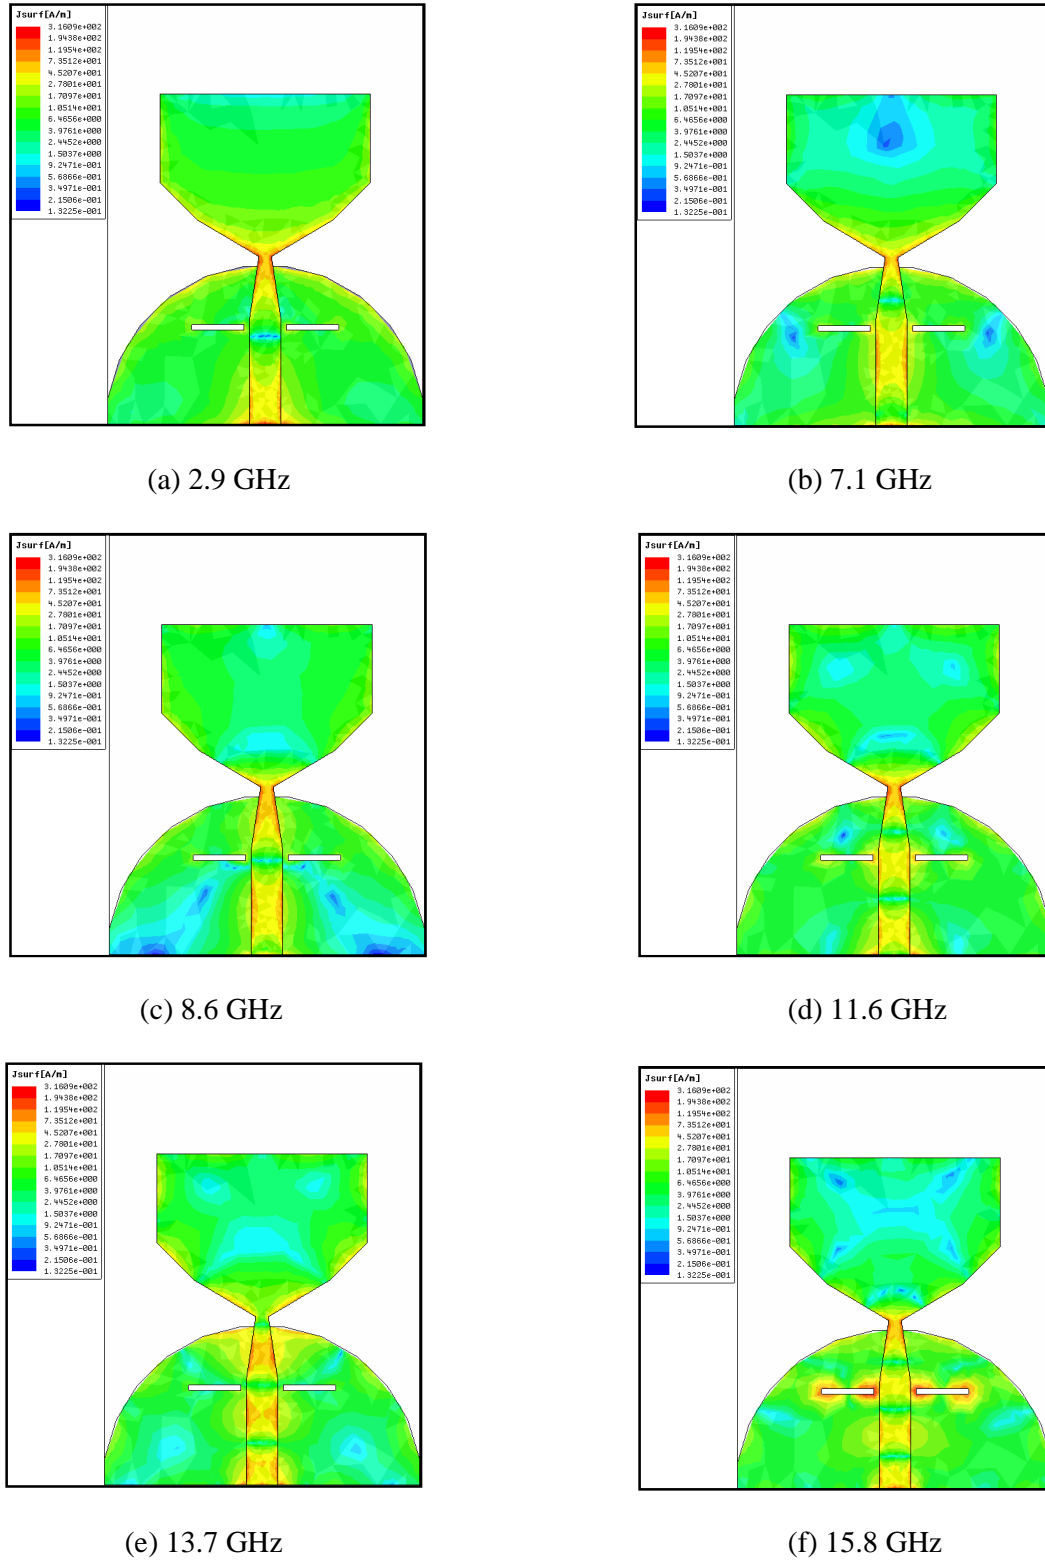 Jsurf[A/m]
3.1609e+002
1.9438e+002
1.1954e+002
7.3512e+001
4.5207e+001
2.7801e+001
1.7097e+001
1.0514e+001
6.4656e+000
3.9761e+000
2.4452e+000
1.5037e+000
9.2471e-001
5.6866e-001
3.4971e-001
2.1506e-001
1.3225e-001
(a) 2.9 GHz
Jsurf[A/m]
3.1609e+002
1.9438e+002
1.1954e+002
7.3512e+001
4.5207e+001
2.7801e+001
1.7097e+001
1.0514e+001
6.4656e+000
3.9761e+000
2.4452e+000
1.5037e+000
9.2471e-001
5.6866e-001
3.4971e-001
2.1506e-001
1.3225e-001
(b) 7.1 GHz
Jsurf[A/m]
3.1609e+002
1.9438e+002
1.1954e+002
7.3512e+001
4.5207e+001
2.7801e+001
1.7097e+001
1.0514e+001
6.4656e+000
3.9761e+000
2.4452e+000
1.5037e+000
9.2471e-001
5.6866e-001
3.4971e-001
2.1506e-001
1.3225e-001
(c) 8.6 GHz
Jsurf[A/m]
3.1609e+002
1.9438e+002
1.1954e+002
7.3512e+001
4.5207e+001
2.7801e+001
1.7097e+001
1.0514e+001
6.4656e+000
3.9761e+000
2.4452e+000
1.5037e+000
9.2471e-001
5.6866e-001
3.4971e-001
2.1506e-001
1.3225e-001
(d) 11.6 GHz
Jsurf[A/m]
3.1609e+002
1.9438e+002
1.1954e+002
7.3512e+001
4.5207e+001
2.7801e+001
1.7097e+001
1.0514e+001
6.4656e+000
3.9761e+000
2.4452e+000
1.5037e+000
9.2471e-001
5.6866e-001
3.4971e-001
2.1506e-001
1.3225e-001
(e) 13.7 GHz
Jsurf[A/m]
3.1609e+002
1.9438e+002
1.1954e+002
7.3512e+001
4.5207e+001
2.7801e+001
1.7097e+001
1.0514e+001
6.4656e+000
3.9761e+000
2.4452e+000
1.5037e+000
9.2471e-001
5.6866e-001
3.4971e-001
2.1506e-001
1.3225e-001
(f) 15.8 GHz